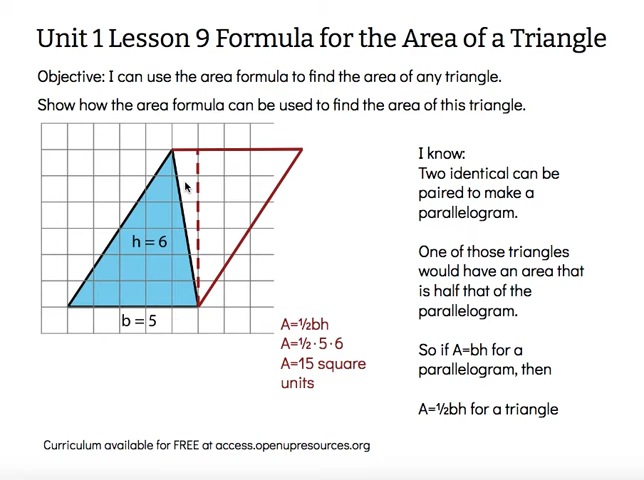 Unit 1 Lesson 9 Formula for the Area of a Triangle
Objective: I can use the area formula to find the area of any triangle.
Show how the area formula can be used to find the area of this triangle.
h = 6
b = 5
A=½bh
A=½·5·6
A=15 square
units
I know:
Two identical can be
paired to make a
parallelogram.
One of those triangles
would have an area that
is half that of the
parallelogram.
So if A=bh for a
parallelogram, then
A=½bh for a triangle
Curriculum available for FREE at access.openupresources.org